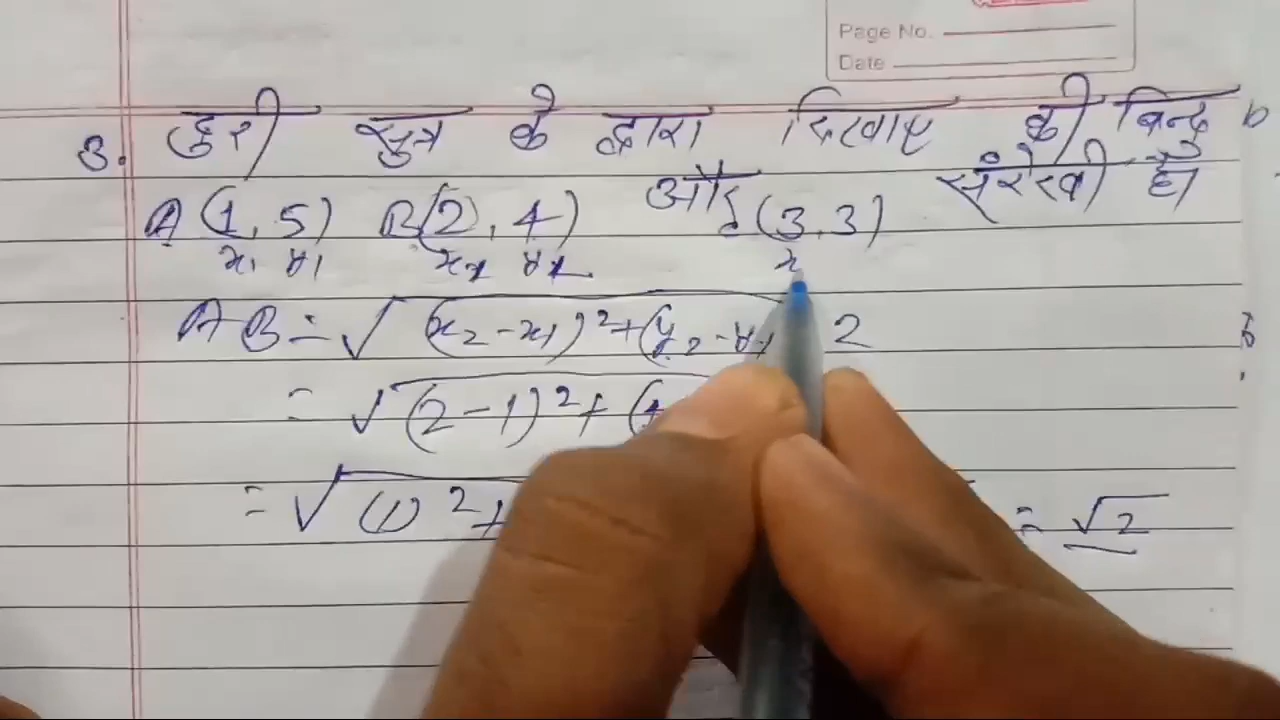 Page No.
Date
3. दुरी सुत्र के द्वारा दिखाए की बिन्दु
A (1, 5) B(2, 4) और (3, 3) संरेखी है।
x₁ y₁ x₂ y₂ x
AB = √(x₂ - x₁)² + (y₂ - y₁ 2
= √(2 - 1)² + (4
= √(1)² + = √2